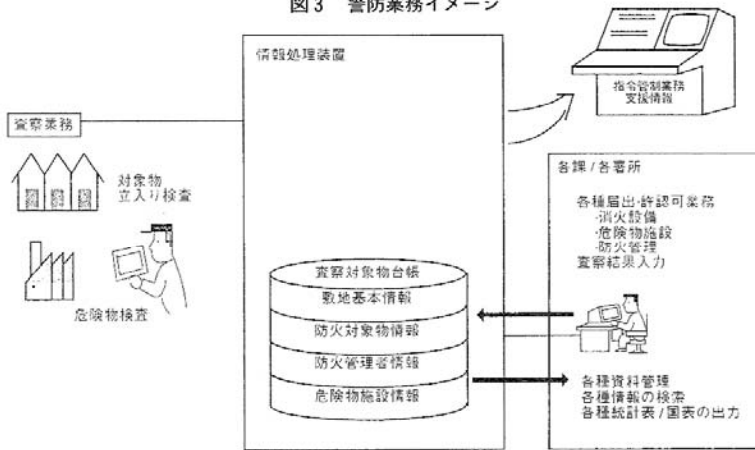 図3 警防業務イメージ
情報処理装置
指令管制業務
支援情報
査察業務
対象物
立入り検査
危険物検査
各課/各署所
各種届出・許認可業務
・消火設備
・危険物施設
・防火管理
査察結果入力
査察対象物台帳
敷地基本情報
防火対象物情報
防火管理者情報
危険物施設情報
各種資料管理
各種情報の検索
各種統計表/国表の出力